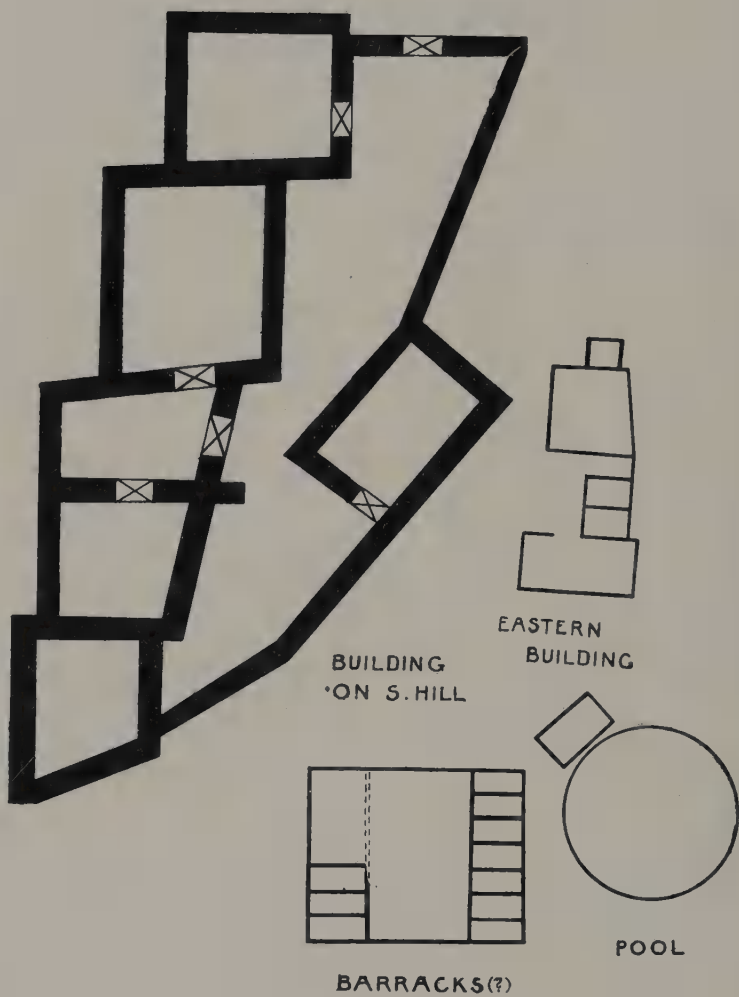 EASTERN
BUILDING
BUILDING
ON S. HILL
POOL
BARRACKS(?)